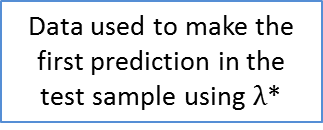 Data used to make the
first prediction in the
test sample using λ*